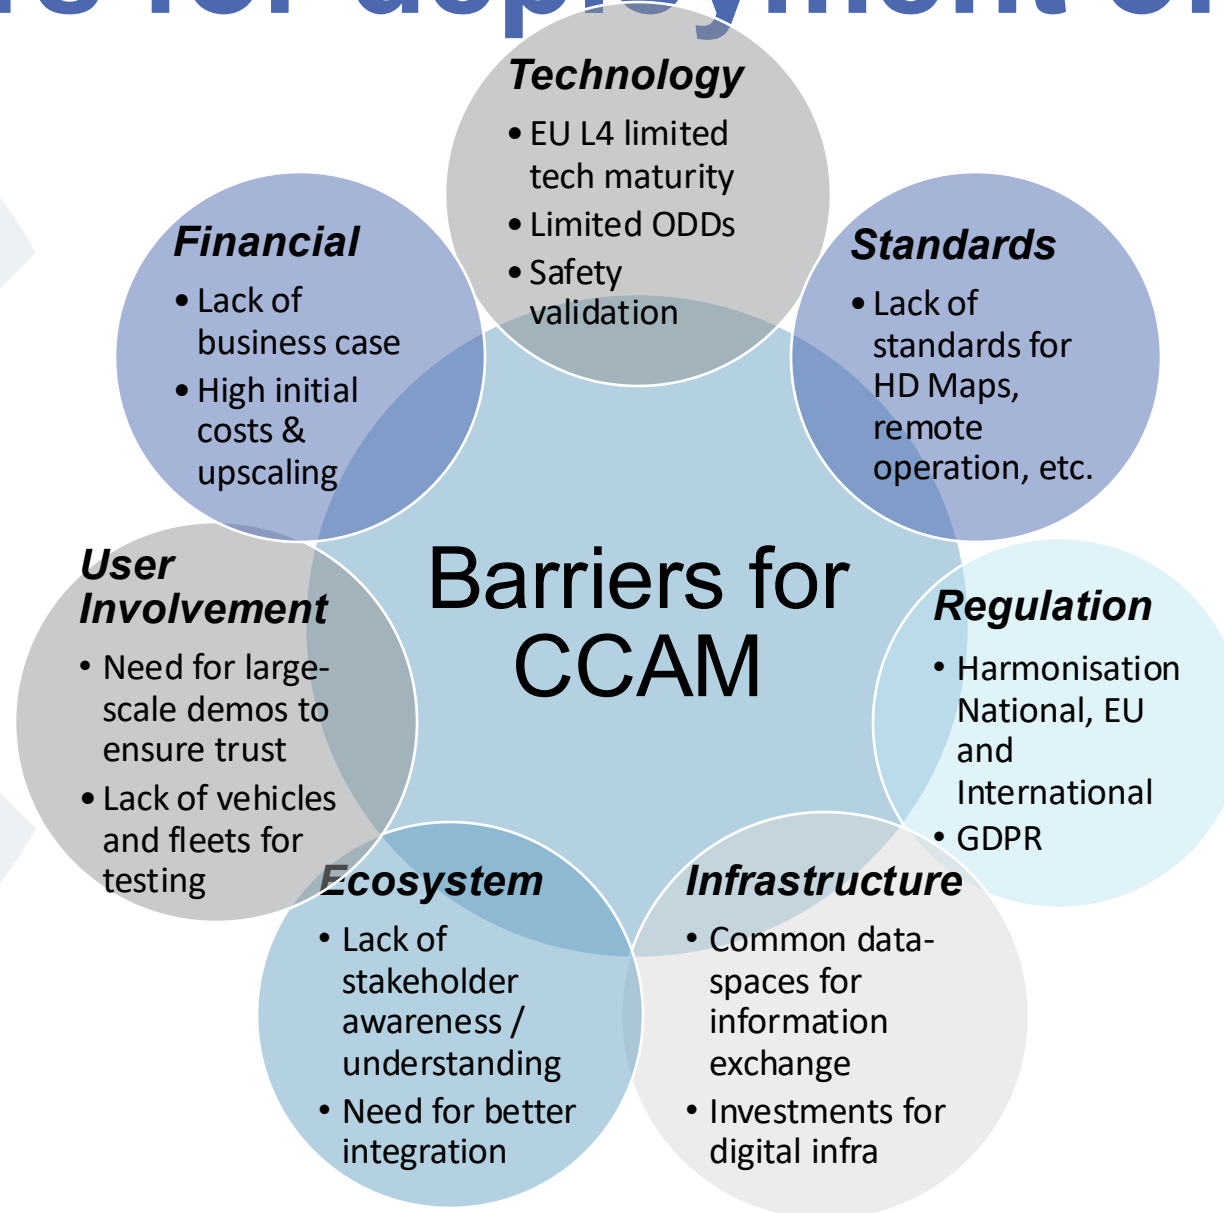 for deployment
Technology
• EU L4 limited
tech maturity
• Limited ODDs
• Safety
validation
Financial
• Lack of
business case
• High initial
costs &
upscaling
Standards
• Lack of
standards for
HD Maps,
remote
operation, etc.
Barriers for
CCAM
User
Involvement
• Need for large-
scale demos to
ensure trust
• Lack of vehicles
and fleets for
testing
Regulation
• Harmonisation
National, EU
and
International
• GDPR
Ecosystem
• Lack of
stakeholder
awareness /
understanding
• Need for better
integration
Infrastructure
• Common data-
spaces for
information
exchange
• Investments for
digital infra